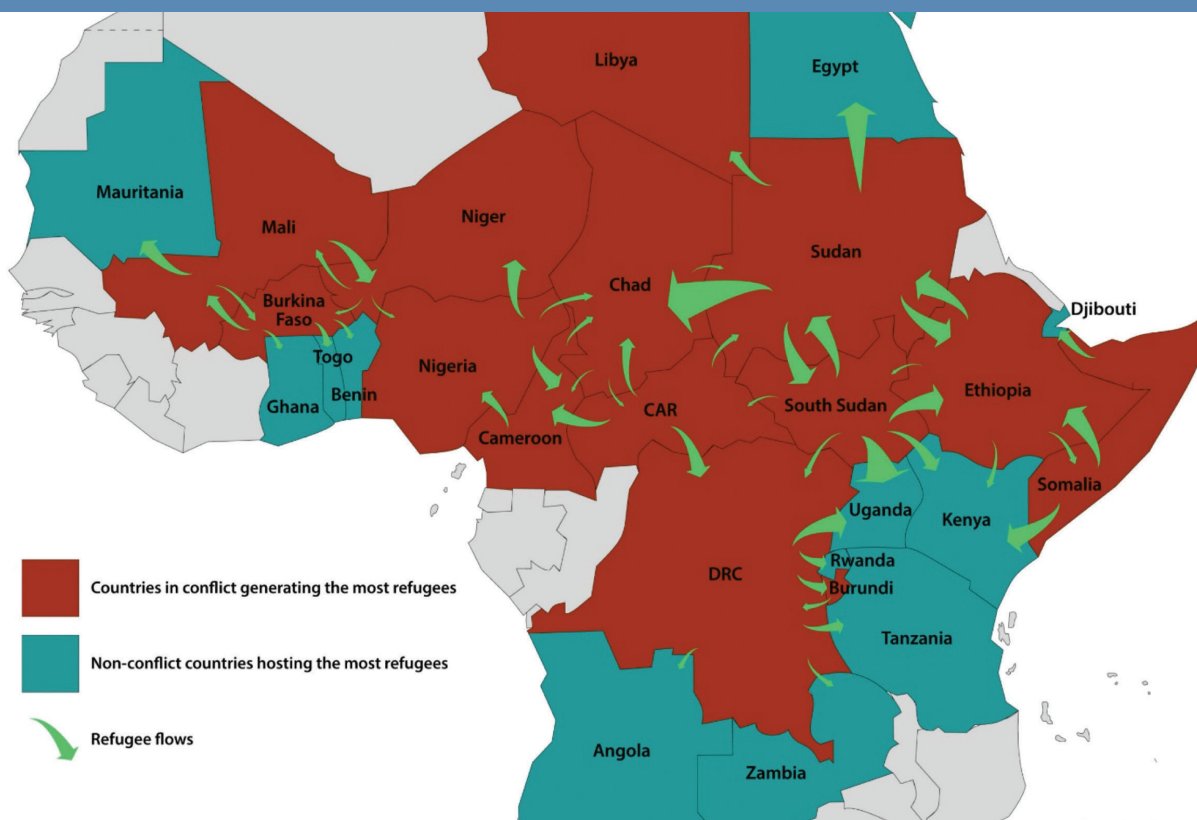 Libya
Egypt
Mauritania
Mali
Niger
Chad
Sudan
Burkina
Faso
Djibouti
Togo
Benin
Ghana
Nigeria
Cameroon
CAR
South Sudan
Ethiopia
Somalia
Uganda
Kenya
Rwanda
Burundi
DRC
Tanzania
Angola
Zambia
Countries in conflict generating the most refugees
Non-conflict countries hosting the most refugees
Refugee flows